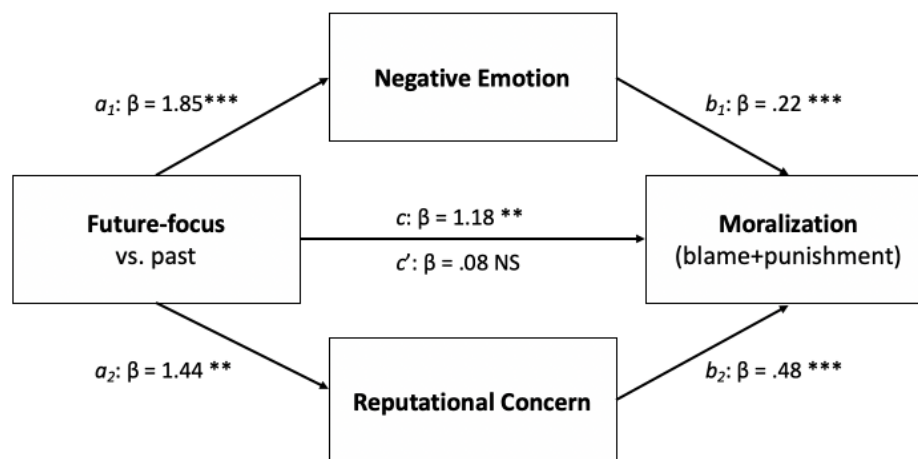 Negative Emotion
a₁: β = 1.85***
b₁: β = .22 ***
Future-focus
vs. past
c: β = 1.18 **
c′: β = .08 NS
Moralization
(blame+punishment)
a₂: β = 1.44 **
b₂: β = .48 ***
Reputational Concern